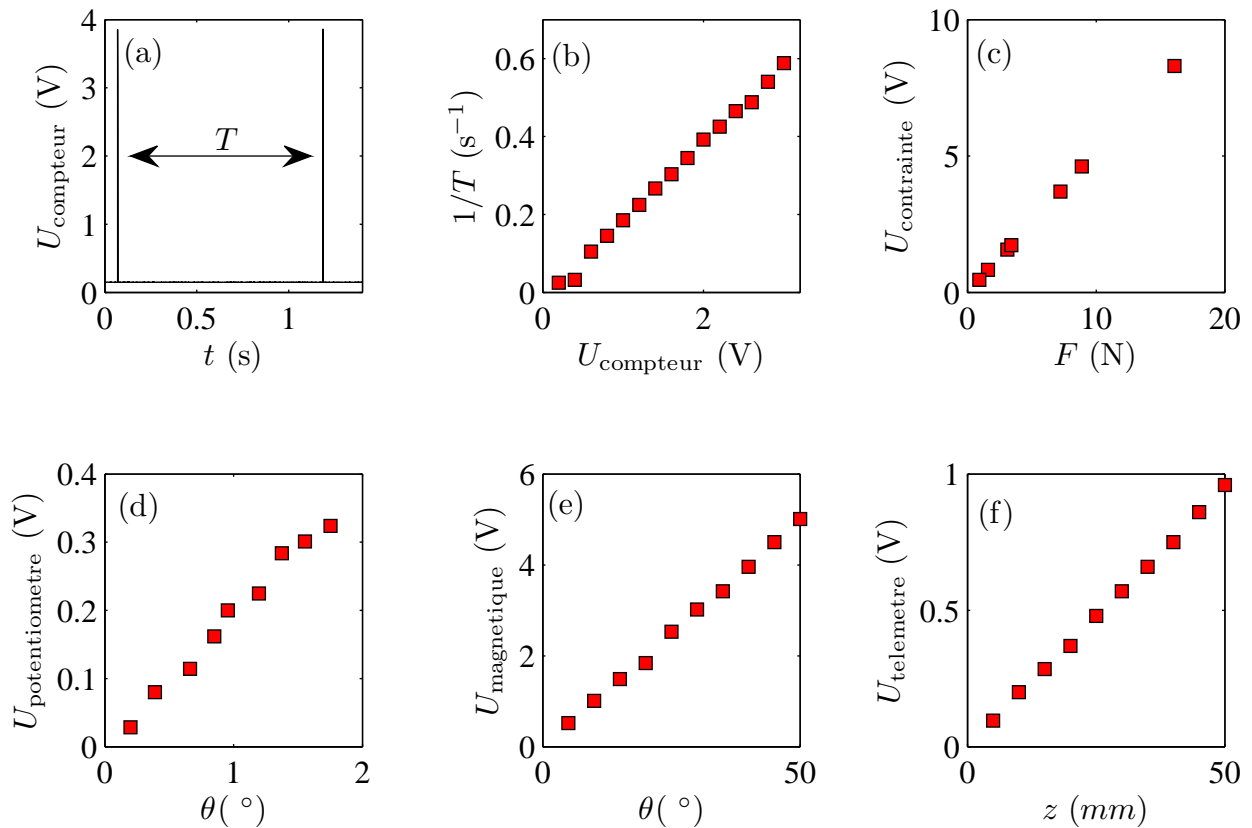 (a)
U_compteur (V)
4
3
2
1
0
T
0 0.5 1
t (s)
(b)
1/T (s⁻¹)
0.6
0.4
0.2
0
0 2
U_compteur (V)
(c)
U_contrainte (V)
10
5
0
0 10 20
F (N)
(d)
U_potentiometre (V)
0.4
0.3
0.2
0.1
0
0 1 2
θ( °)
(e)
U_magnetique (V)
6
4
2
0
0 50
θ( °)
(f)
U_telemetre (V)
1
0.5
0
0 50
z (mm)